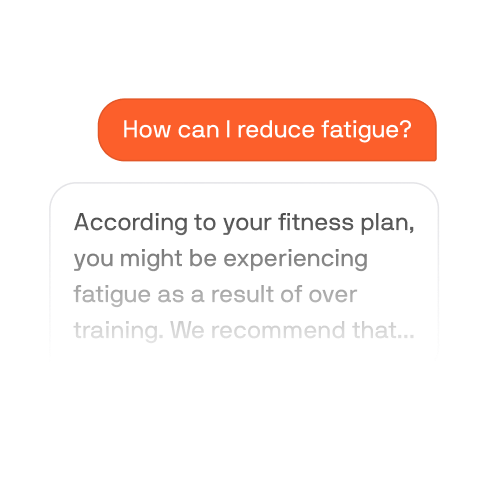 How can I reduce fatigue?
According to your fitness plan,
you might be experiencing
fatigue as a result of over
training. We recommend that...